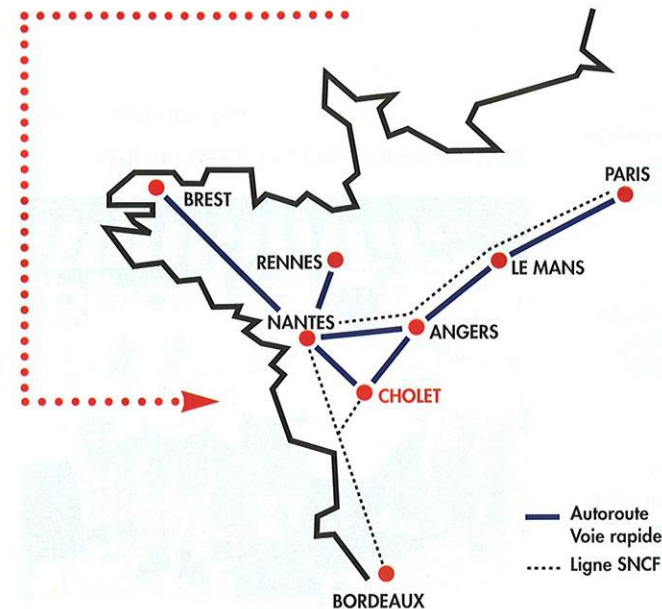 PARIS
BREST
RENNES
LE MANS
NANTES
ANGERS
CHOLET
Autoroute
Voie rapide
Ligne SNCF
BORDEAUX